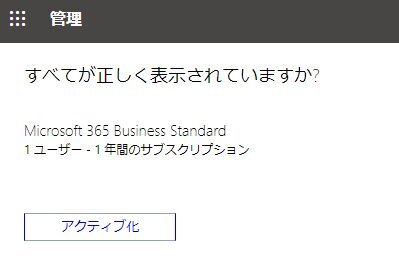 管理
すべてが正しく表示されていますか?
Microsoft 365 Business Standard
1 ユーザー - 1 年間のサブスクリプション
アクティブ化